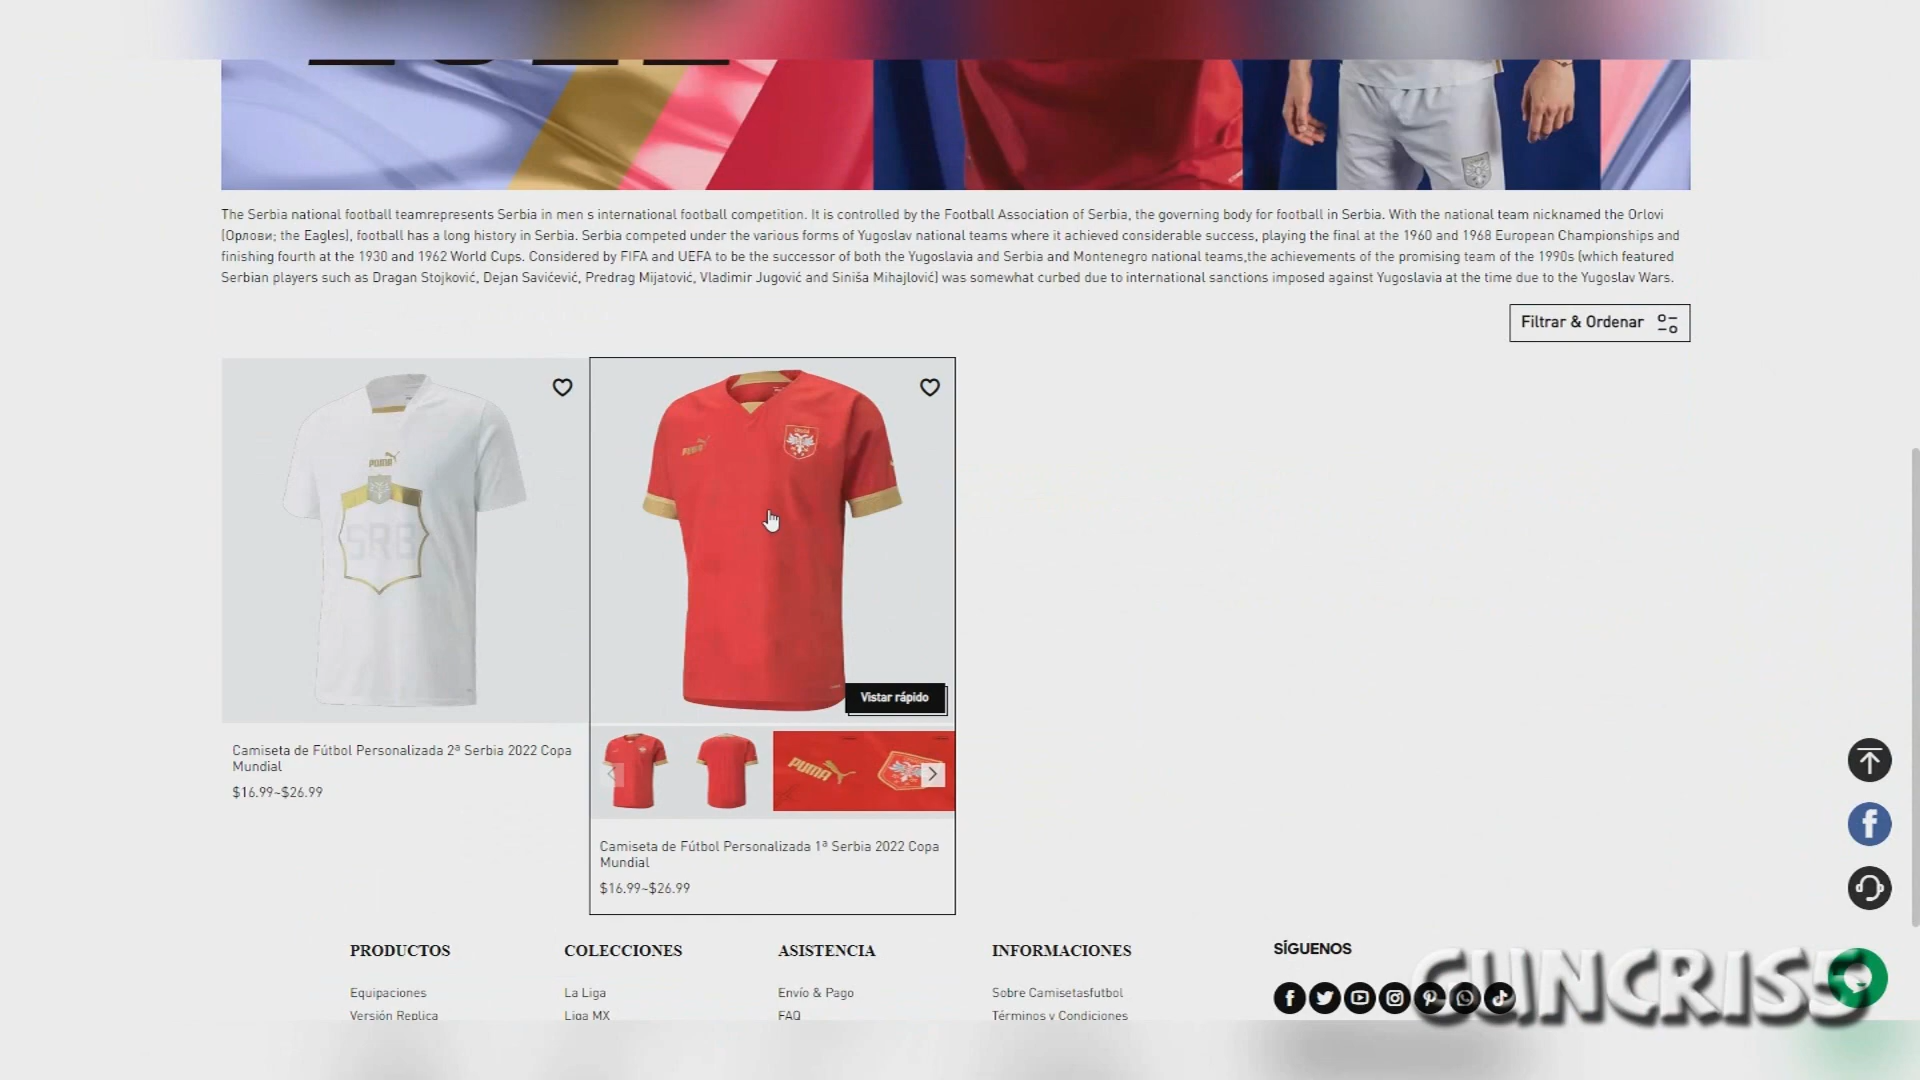 The Serbia national football teamrepresents Serbia in men s international football competition. It is controlled by the Football Association of Serbia, the governing body for football in Serbia. With the national team nicknamed the Orlovi
(Орлови; the Eagles), football has a long history in Serbia. Serbia competed under the various forms of Yugoslav national teams where it achieved considerable success, playing the final at the 1960 and 1968 European Championships and
finishing fourth at the 1930 and 1962 World Cups. Considered by FIFA and UEFA to be the successor of both the Yugoslavia and Serbia and Montenegro national teams,the achievements of the promising team of the 1990s (which featured
Serbian players such as Dragan Stojković, Dejan Savićević, Predrag Mijatović, Vladimir Jugović and Siniša Mihajlović) was somewhat curbed due to international sanctions imposed against Yugoslavia at the time due to the Yugoslav Wars.
Filtrar & Ordenar
PUMA
SRB
PUMA
Vistar rápido
PUMA
Camiseta de Fútbol Personalizada 2ª Serbia 2022 Copa
Mundial
$16.99~$26.99
Camiseta de Fútbol Personalizada 1ª Serbia 2022 Copa
Mundial
$16.99~$26.99
PRODUCTOS
Equipaciones
Versión Replica
COLECCIONES
La Liga
Liga MX
ASISTENCIA
Envío & Pago
FAQ
INFORMACIONES
Sobre Camisetasfutbol
Términos y Condiciones
SÍGUENOS
GUNCRIS5